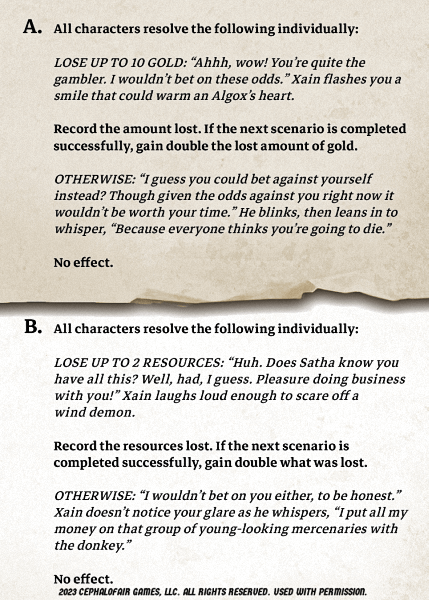 A. All characters resolve the following individually:
LOSE UP TO 10 GOLD: “Ahhh, wow! You’re quite the
gambler. I wouldn’t bet on these odds.” Xain flashes you a
smile that could warm an Algox’s heart.
Record the amount lost. If the next scenario is completed
successfully, gain double the lost amount of gold.
OTHERWISE: “I guess you could bet against yourself
instead? Though given the odds against you right now it
wouldn’t be worth your time.” He blinks, then leans in to
whisper, “Because everyone thinks you’re going to die.”
No effect.
B. All characters resolve the following individually:
LOSE UP TO 2 RESOURCES: “Huh. Does Satha know you
have all this? Well, had, I guess. Pleasure doing business
with you!” Xain laughs loud enough to scare off a
wind demon.
Record the resources lost. If the next scenario is
completed successfully, gain double what was lost.
OTHERWISE: “I wouldn’t bet on you either, to be honest.”
Xain doesn’t notice your glare as he whispers, “I put all my
money on that group of young-looking mercenaries with
the donkey.”
No effect.
2023 CEPHALOFAIR GAMES, LLC. ALL RIGHTS RESERVED. USED WITH PERMISSION.